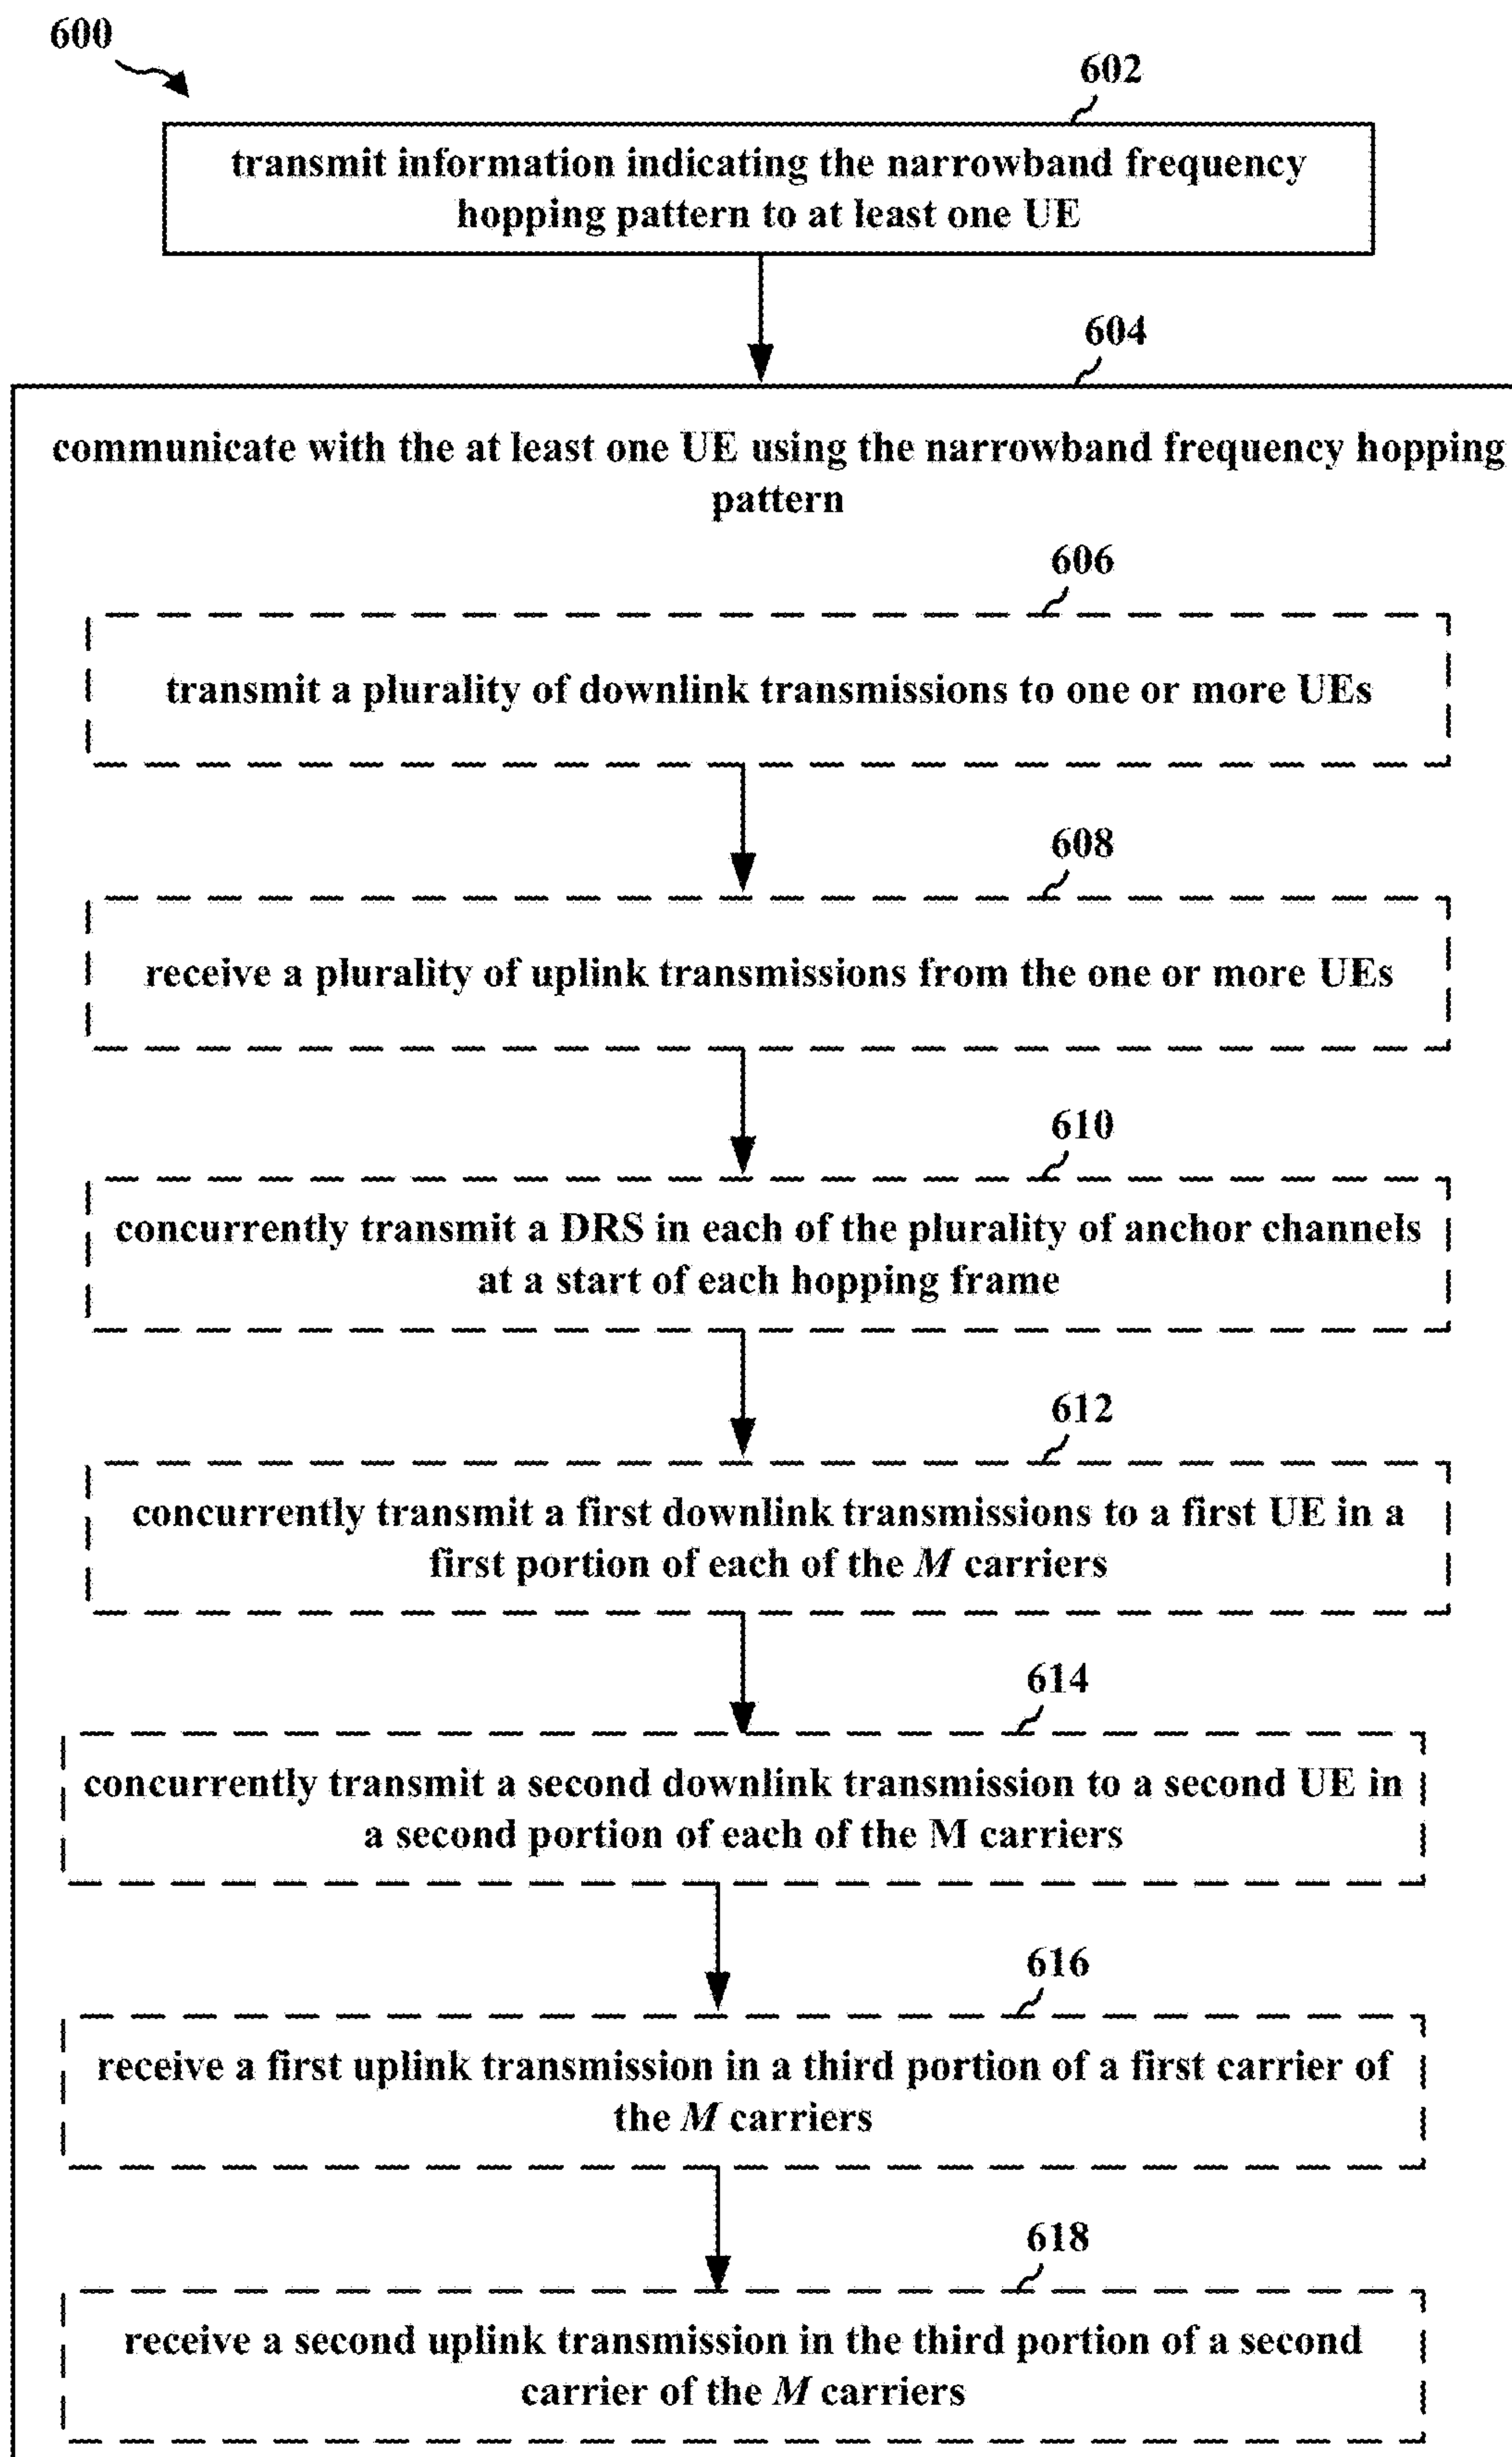 600
602
transmit information indicating the narrowband frequency
hopping pattern to at least one UE
604
communicate with the at least one UE using the narrowband frequency hopping
pattern
606
transmit a plurality of downlink transmissions to one or more UEs
608
receive a plurality of uplink transmissions from the one or more UEs
610
concurrently transmit a DRS in each of the plurality of anchor channels
at a start of each hopping frame
612
concurrently transmit a first downlink transmissions to a first UE in a
first portion of each of the M carriers
614
concurrently transmit a second downlink transmission to a second UE in
a second portion of each of the M carriers
616
receive a first uplink transmission in a third portion of a first carrier of
the M carriers
618
receive a second uplink transmission in the third portion of a second
carrier of the M carriers